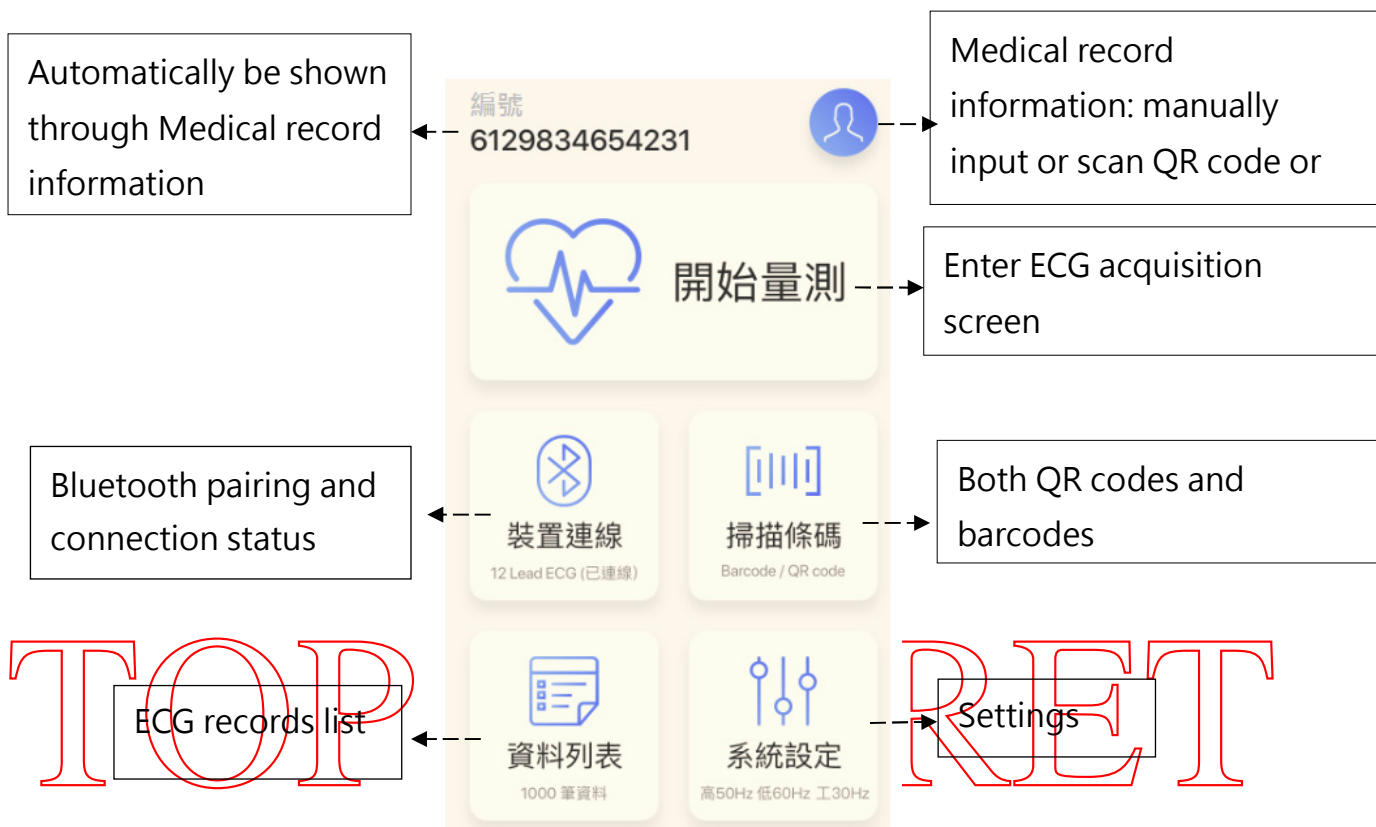 Automatically be shown
through Medical record
information
編號
6129834654231
Medical record
information: manually
input or scan QR code or
開始量測
Enter ECG acquisition
screen
Bluetooth pairing and
connection status
裝置連線
12 Lead ECG (已連線)
掃描條碼
Barcode / QR code
Both QR codes and
barcodes
TOP RET
ECG records list
資料列表
1000 筆資料
系統設定
高50Hz 低60Hz 工30Hz
Settings